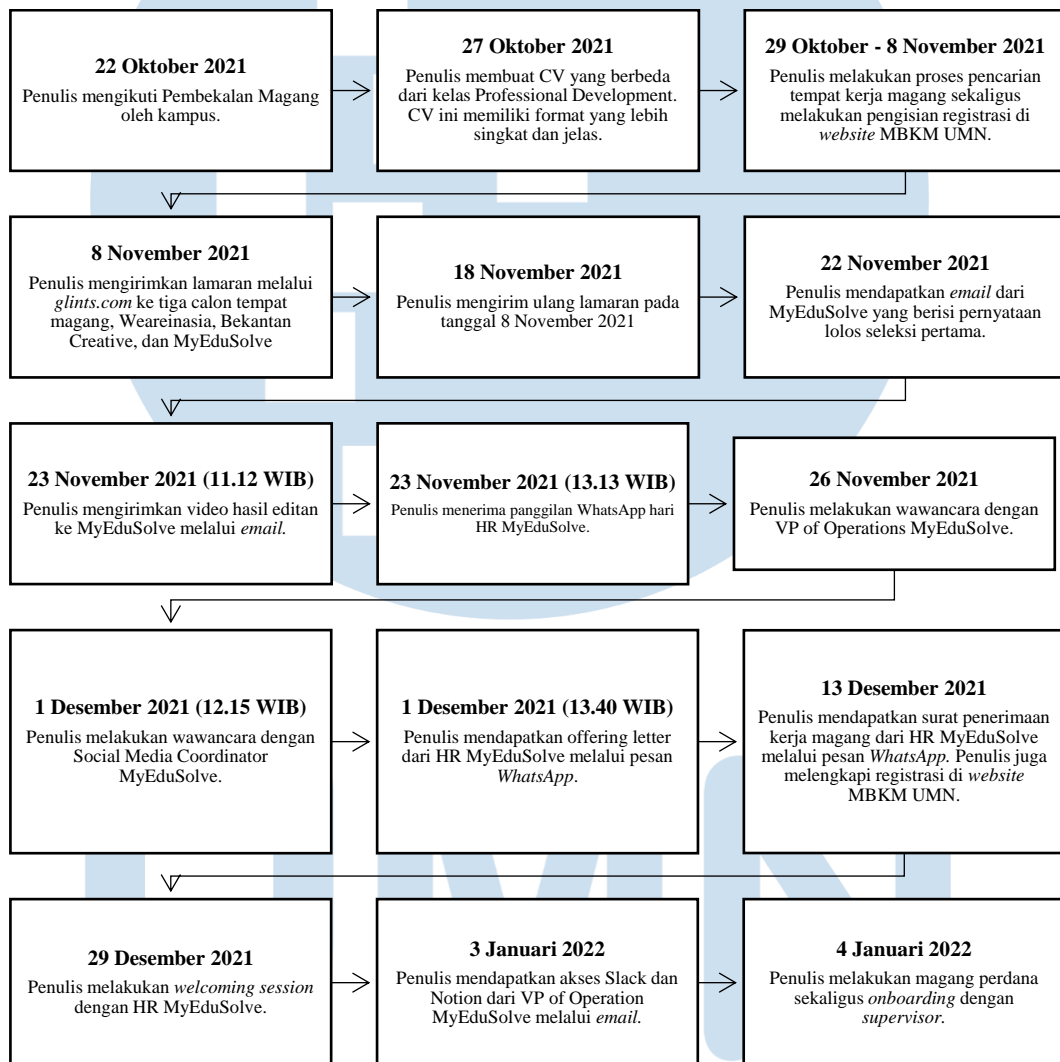 22 Oktober 2021
Penulis mengikuti Pembekalan Magang
oleh kampus.
27 Oktober 2021
Penulis membuat CV yang berbeda
dari kelas Professional Development.
CV ini memiliki format yang lebih
singkat dan jelas.
29 Oktober - 8 November 2021
Penulis melakukan proses pencarian
tempat kerja magang sekaligus
melakukan pengisian registrasi di
website MBKM UMN.
8 November 2021
Penulis mengirimkan lamaran melalui
glints.com ke tiga calon tempat
magang, Weareinasia, Bekantan
Creative, dan MyEduSolve
18 November 2021
Penulis mengirim ulang lamaran pada
tanggal 8 November 2021
22 November 2021
Penulis mendapatkan email dari
MyEduSolve yang berisi pernyataan
lolos seleksi pertama.
23 November 2021 (11.12 WIB)
Penulis mengirimkan video hasil editan
ke MyEduSolve melalui email.
23 November 2021 (13.13 WIB)
Penulis menerima panggilan WhatsApp hari
HR MyEduSolve.
26 November 2021
Penulis melakukan wawancara dengan
VP of Operations MyEduSolve.
1 Desember 2021 (12.15 WIB)
Penulis melakukan wawancara dengan
Social Media Coordinator
MyEduSolve.
1 Desember 2021 (13.40 WIB)
Penulis mendapatkan offering letter
dari HR MyEduSolve melalui pesan
WhatsApp.
13 Desember 2021
Penulis mendapatkan surat penerimaan
kerja magang dari HR MyEduSolve
melalui pesan WhatsApp. Penulis juga
melengkapi registrasi di website
MBKM UMN.
29 Desember 2021
Penulis melakukan welcoming session
dengan HR MyEduSolve.
3 Januari 2022
Penulis mendapatkan akses Slack dan
Notion dari VP of Operation
MyEduSolve melalui email.
4 Januari 2022
Penulis melakukan magang perdana
sekaligus onboarding dengan
supervisor.